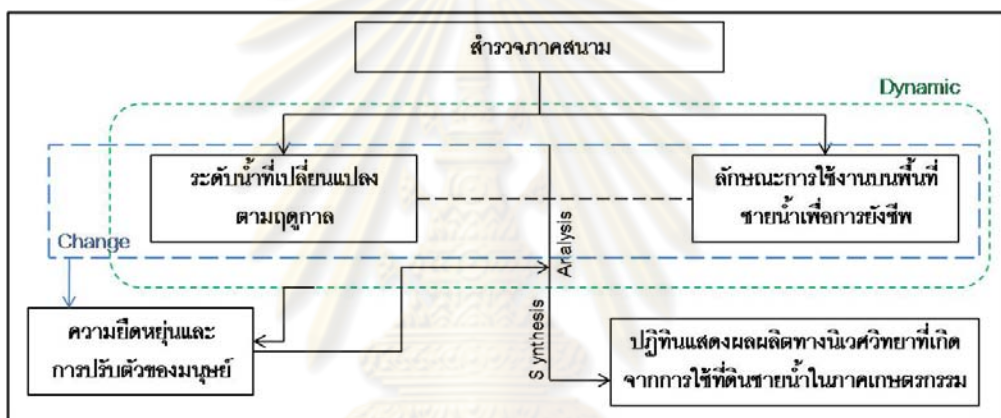 สำรวจภาคสนาม
Dynamic
ระดับน้ำที่เปลี่ยนแปลง
ตามฤดูกาล
ลักษณะการใช้งานบนพื้นที่
ชายน้ำเพื่อการยังชีพ
Change
Analysis
ความยืดหยุ่นและ
การปรับตัวของมนุษย์
Synthesis
ปฏิทินแสดงผลผลิตทางนิเวศวิทยาที่เกิด
จากการใช้ที่ดินชายน้ำในภาคเกษตรกรรม